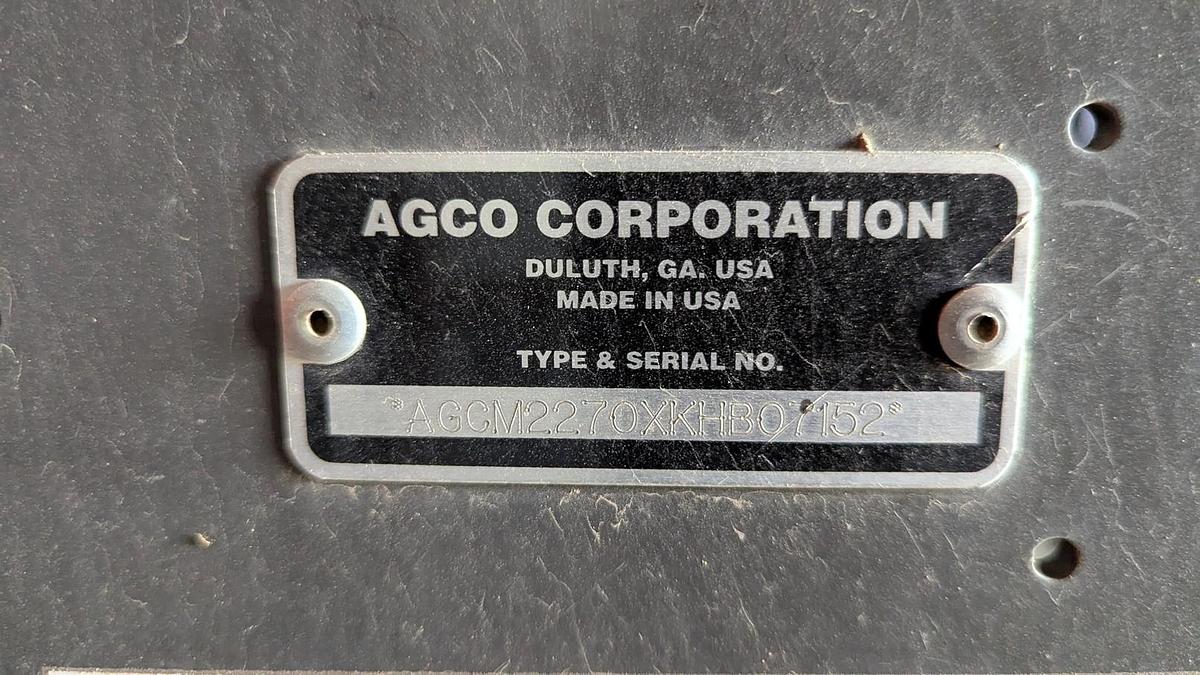 AGCO CORPORATION
DULUTH, GA. USA
MADE IN USA
TYPE & SERIAL NO.
*AGCM2270XKHB07152*